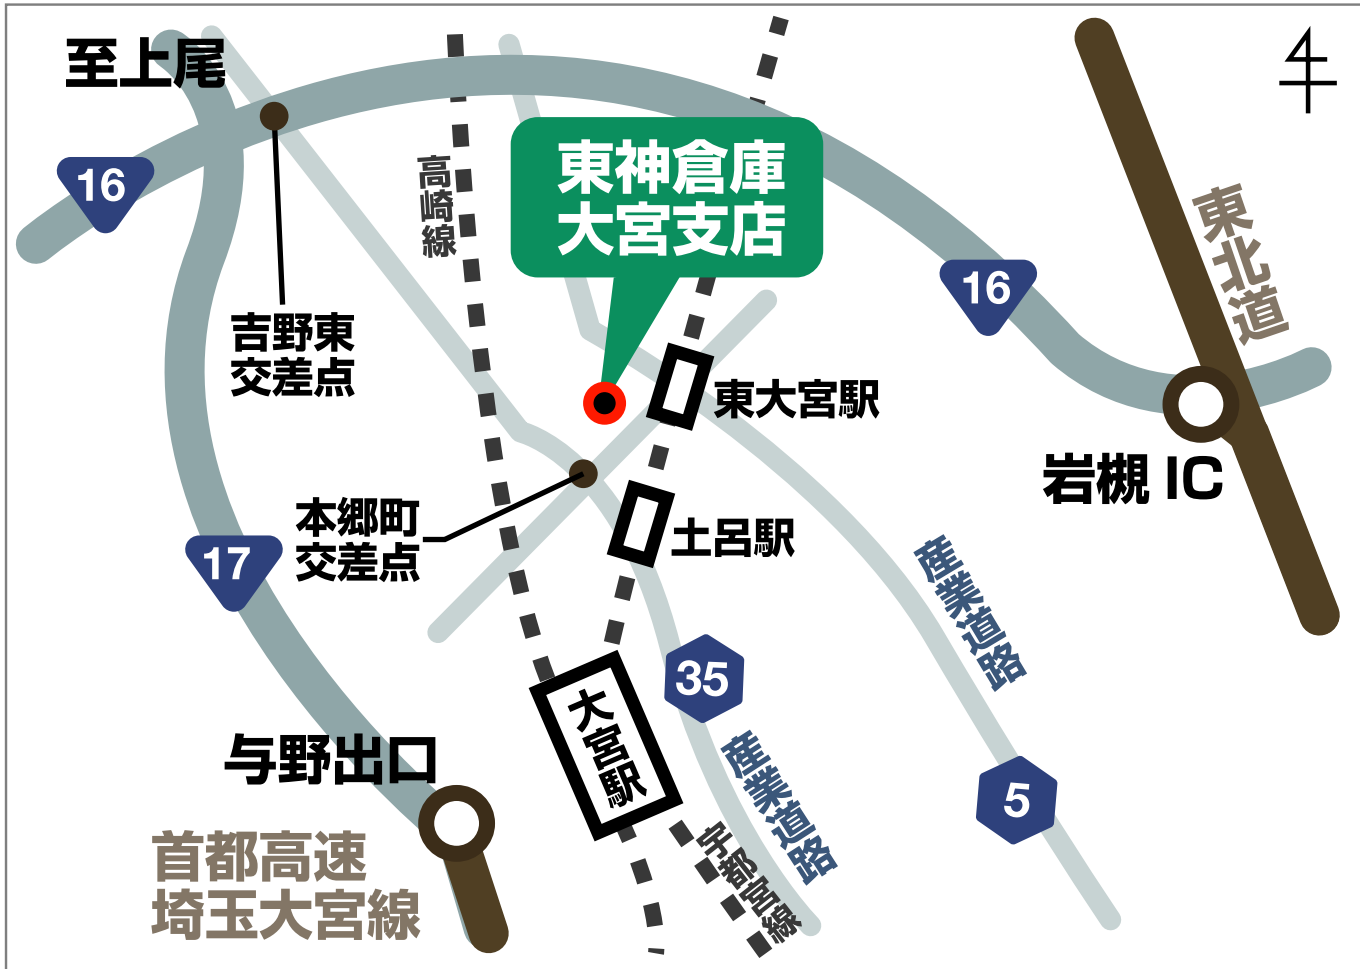 至上尾
16
高崎線
東神倉庫
大宮支店
東北道
16
吉野東
交差点
東大宮駅
岩槻 IC
本郷町
交差点
土呂駅
17
産業道路
35
大宮駅
与野出口
産業道路
5
首都高速
埼玉大宮線
宇都宮線